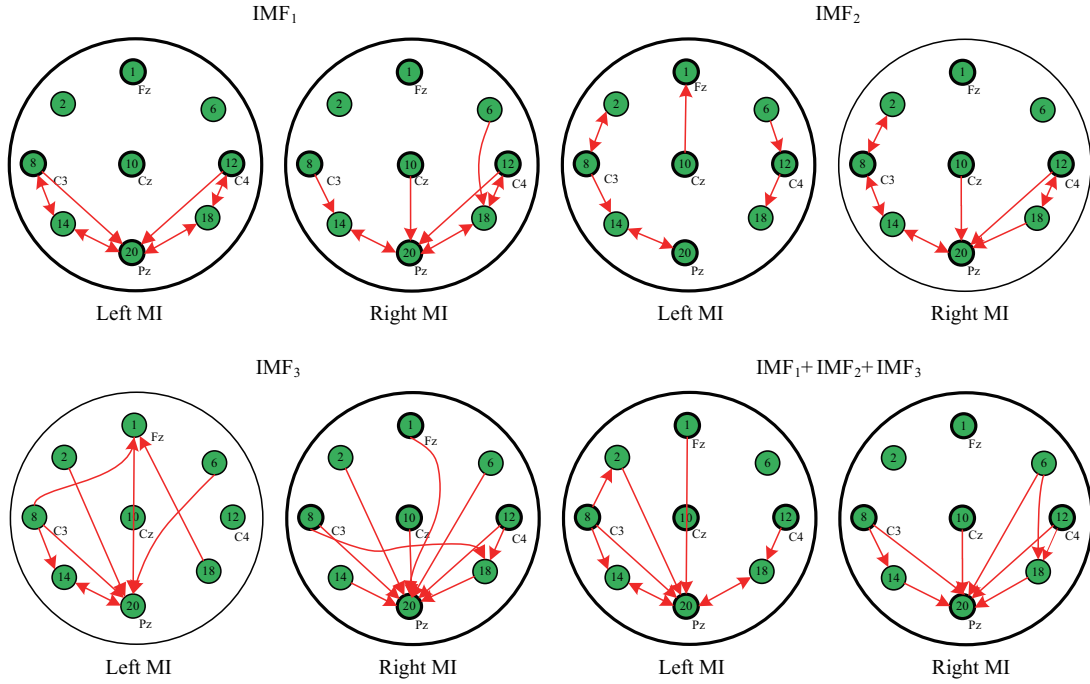 IMF1 IMF2
1 1 1 1
Fz Fz Fz Fz
2 6 2 6 2 6 2 6
8 10 12 8 10 12 8 10 12 8 10 12
C3 Cz C4 C3 Cz C4 C3 Cz C4 C3 Cz C4
14 18 14 18 14 18 14 18
20 20 20 20
Pz Pz Pz Pz
Left MI Right MI Left MI Right MI
IMF3 IMF1+ IMF2+ IMF3
1 1 1 1
Fz Fz Fz Fz
2 6 2 6 2 6 2 6
8 10 12 8 10 12 8 10 12 8 10 12
C3 Cz C4 C3 Cz C4 C3 Cz C4 C3 Cz C4
14 18 14 18 14 18 14 18
20 20 20 20
Pz Pz Pz Pz
Left MI Right MI Left MI Right MI